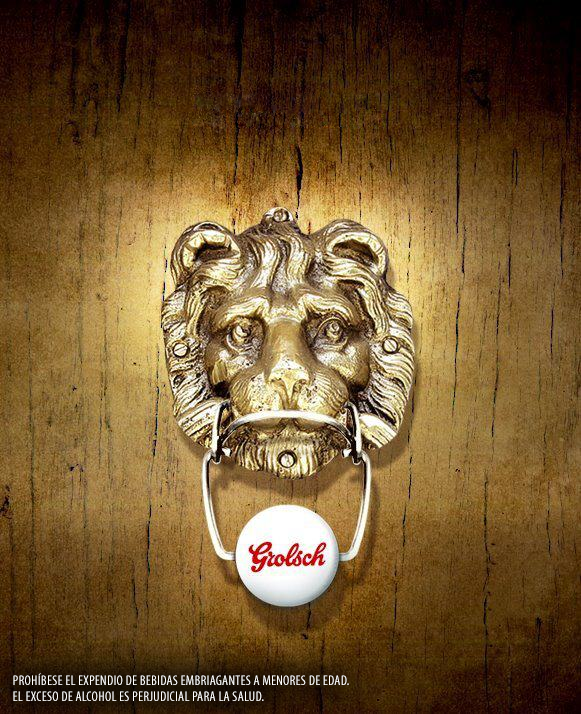 Grolsch
PROHÍBESE EL EXPENDIO DE BEBIDAS EMBRIAGANTES A MENORES DE EDAD.
EL EXCESO DE ALCOHOL ES PERJUDICIAL PARA LA SALUD.